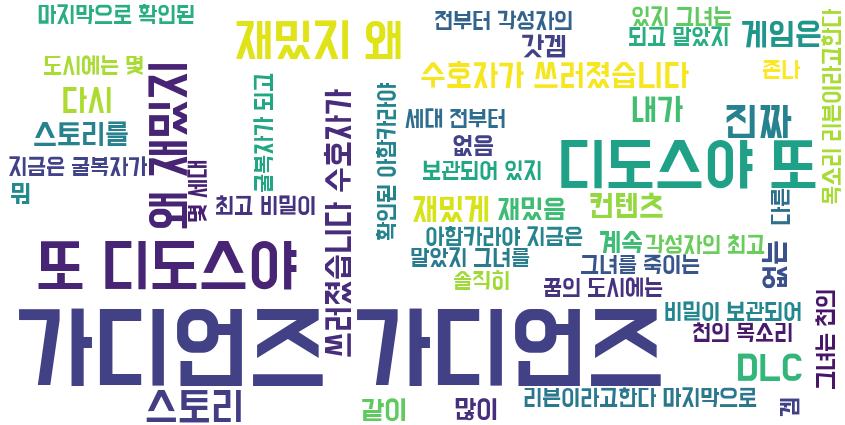 마지막으로 확인된
전부터 각성자의
있지 그녀는
재밌지 왜
갓겜
되고 말았지
게임은
도시에는 몇
수호자가 쓰러졌습니다
존나
다시
왜 재밌지
굴복자가 되고
확인된 아함카라야
쓰러졌습니다 수호자가
세대 전부터
내가
진짜
목소리 리븐이라고한다
스토리를
없음
디도스야 또
지금은 굴복자가
몇 세대
보관되어 있지
뭐
최고 비밀이
재밌게
재밌음
컨텐츠
다른
아함카라야 지금은
계속
각성자의 최고
또 디도스야
말았지 그녀를
그녀를 죽이는
없는
솔직히
꿈의 도시에는
가디언즈 가디언즈
비밀이 보관되어
천의 목소리
그녀는 천의
DLC
스토리
같이
많이
리븐이라고한다 마지막으로
겜